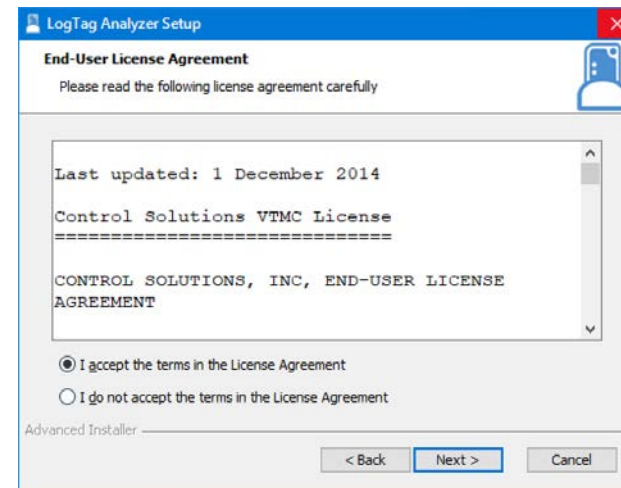 LogTag Analyzer Setup
End-User License Agreement
Please read the following license agreement carefully
Last updated: 1 December 2014
Control Solutions VTMC License
==============================
CONTROL SOLUTIONS, INC, END-USER LICENSE
AGREEMENT
I accept the terms in the License Agreement
I do not accept the terms in the License Agreement
Advanced Installer
< Back Next > Cancel